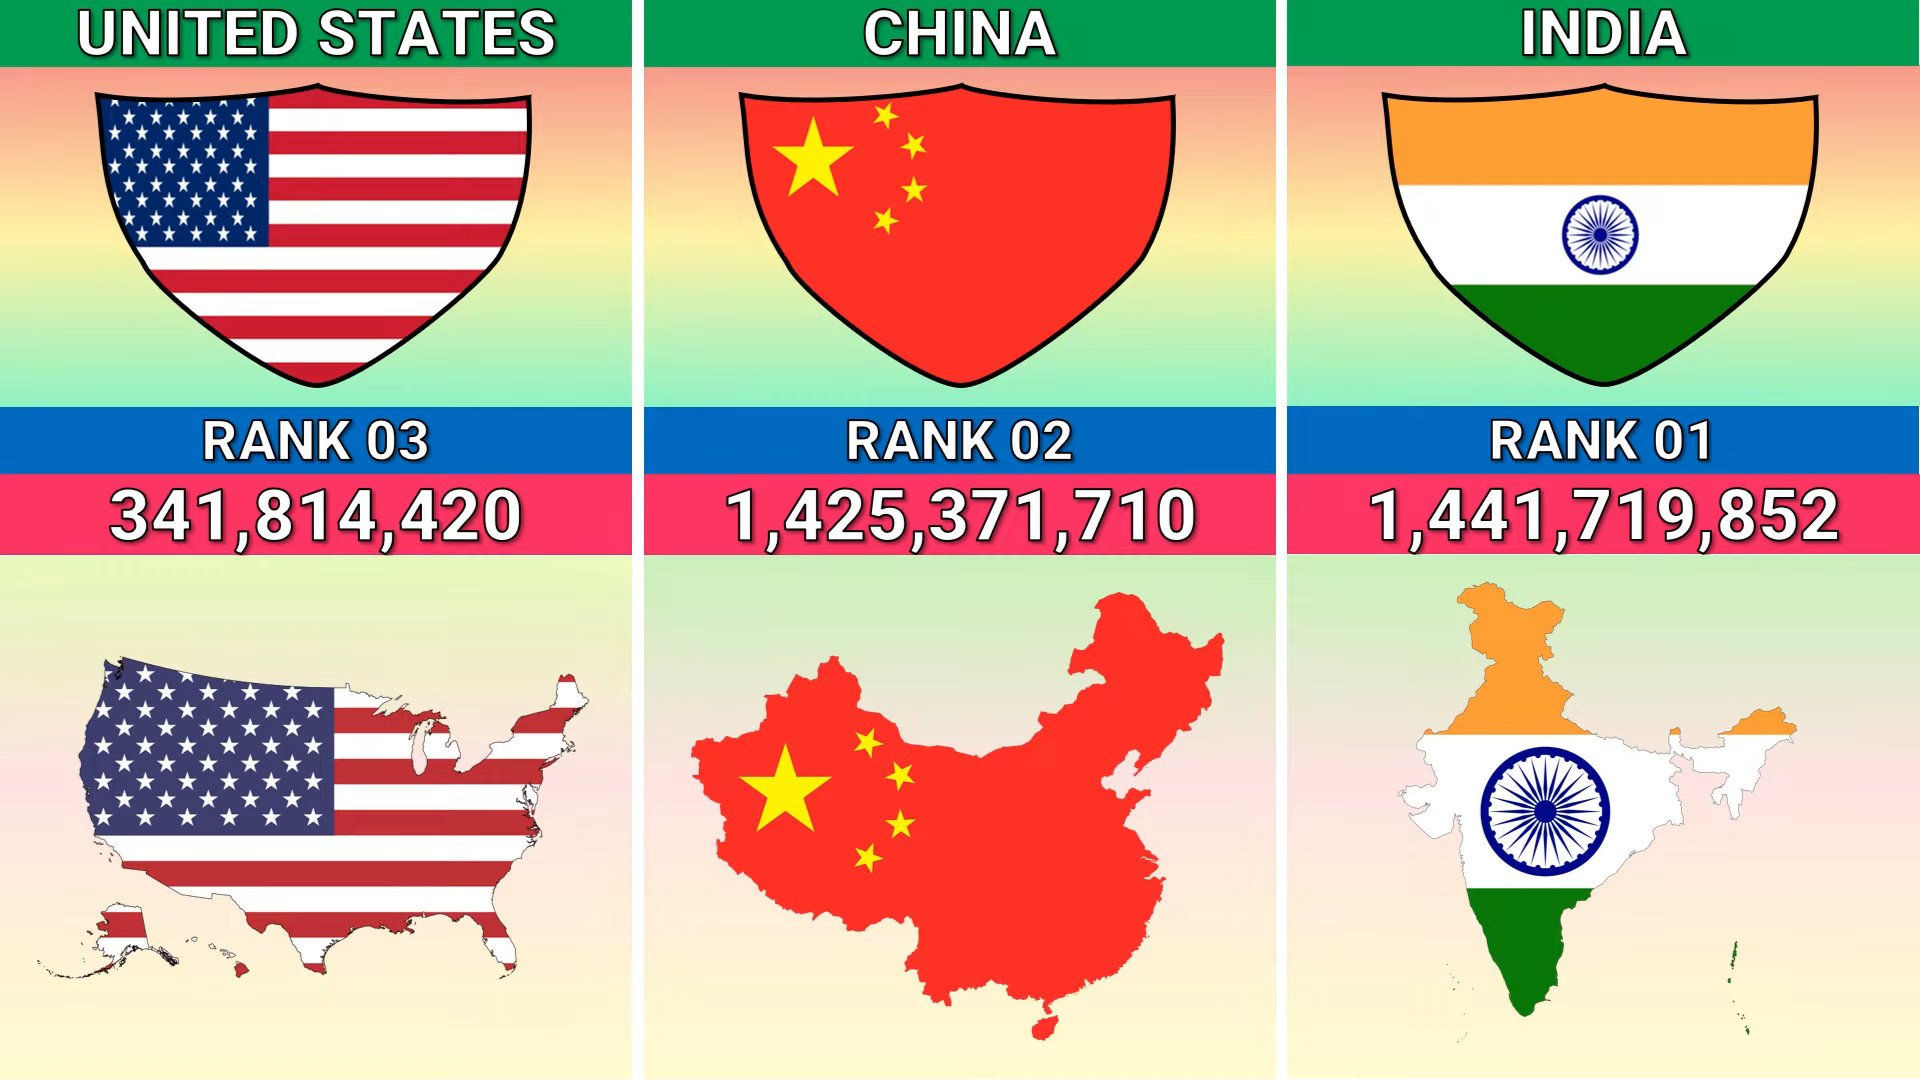 UNITED STATES
RANK 03
341,814,420
CHINA
RANK 02
1,425,371,710
INDIA
RANK 01
1,441,719,852